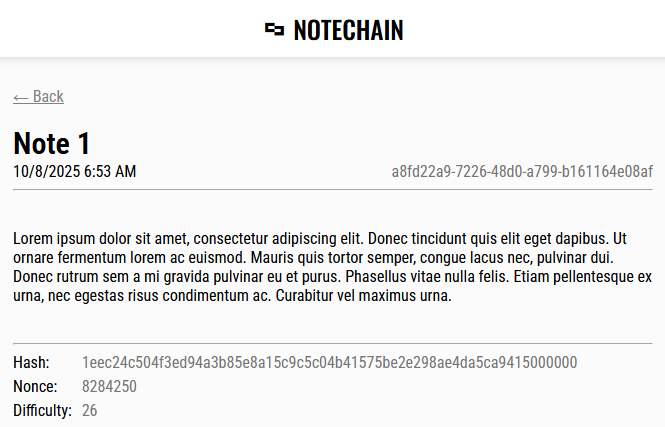 NOTECHAIN
← Back
Note 1
10/8/2025 6:53 AM a8fd22a9-7226-48d0-a799-b161164e08af
Lorem ipsum dolor sit amet, consectetur adipiscing elit. Donec tincidunt quis elit eget dapibus. Ut
ornare fermentum lorem ac euismod. Mauris quis tortor semper, congue lacus nec, pulvinar dui.
Donec rutrum sem a mi gravida pulvinar eu et purus. Phasellus vitae nulla felis. Etiam pellentesque ex
urna, nec egestas risus condimentum ac. Curabitur vel maximus urna.
Hash: 1eec24c504f3ed94a3b85e8a15c9c5c04b41575be2e298ae4da5ca9415000000
Nonce: 8284250
Difficulty: 26